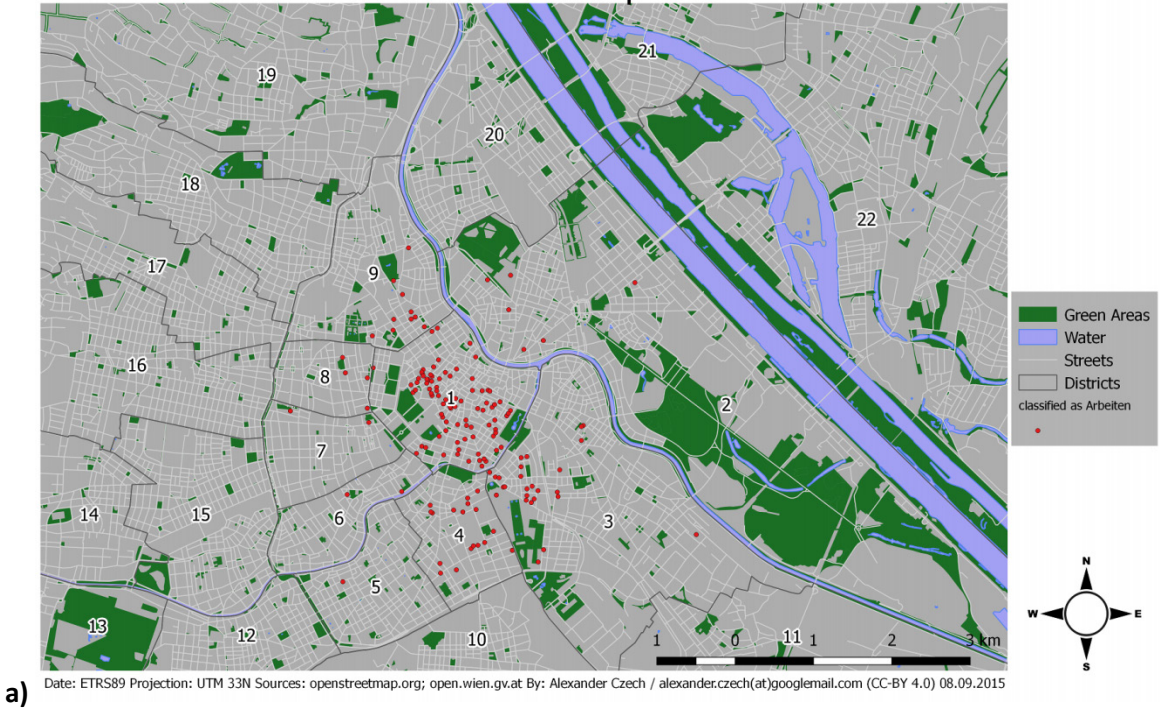 21
19
20
18
22
17
9
16
8
1
2
7
14
15
6
3
4
5
13
12
10
11
1 0 1 2 3 km
Green Areas
Water
Streets
Districts
classified as Arbeiten
N
W E
S
a) Date: ETRS89 Projection: UTM 33N Sources: openstreetmap.org; open.wien.gv.at By: Alexander Czech / alexander.czech(at)googlemail.com (CC-BY 4.0) 08.09.2015